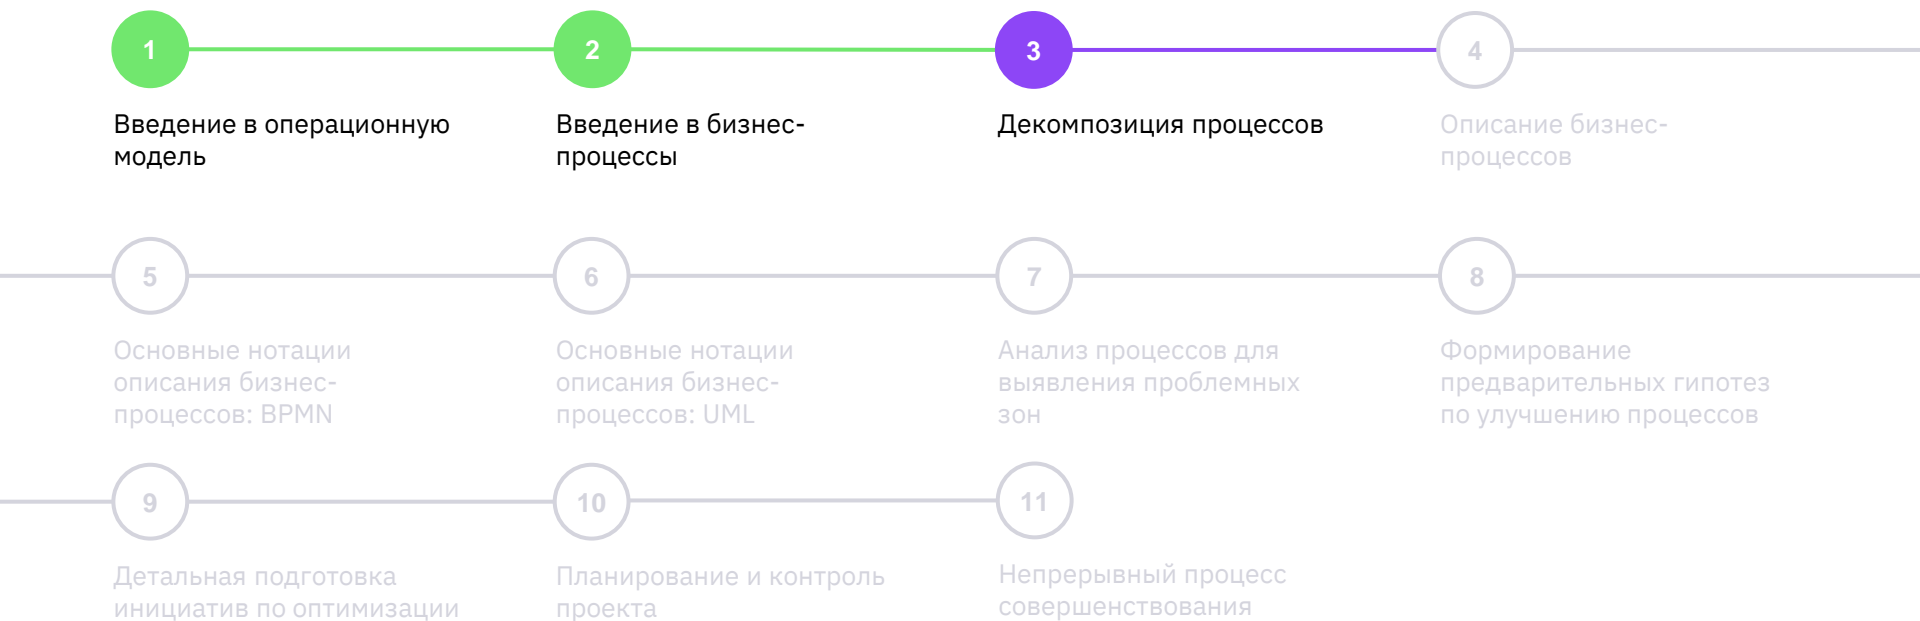 1
2
3
4
Введение в операционную
модель
Введение в бизнес-
процессы
Декомпозиция процессов
Описание бизнес-
процессов
5
6
7
8
Основные нотации
описания бизнес-
процессов: BPMN
Основные нотации
описания бизнес-
процессов: UML
Анализ процессов для
выявления проблемных
зон
Формирование
предварительных гипотез
по улучшению процессов
9
10
11
Детальная подготовка
инициатив по оптимизации
Планирование и контроль
проекта
Непрерывный процесс
совершенствования